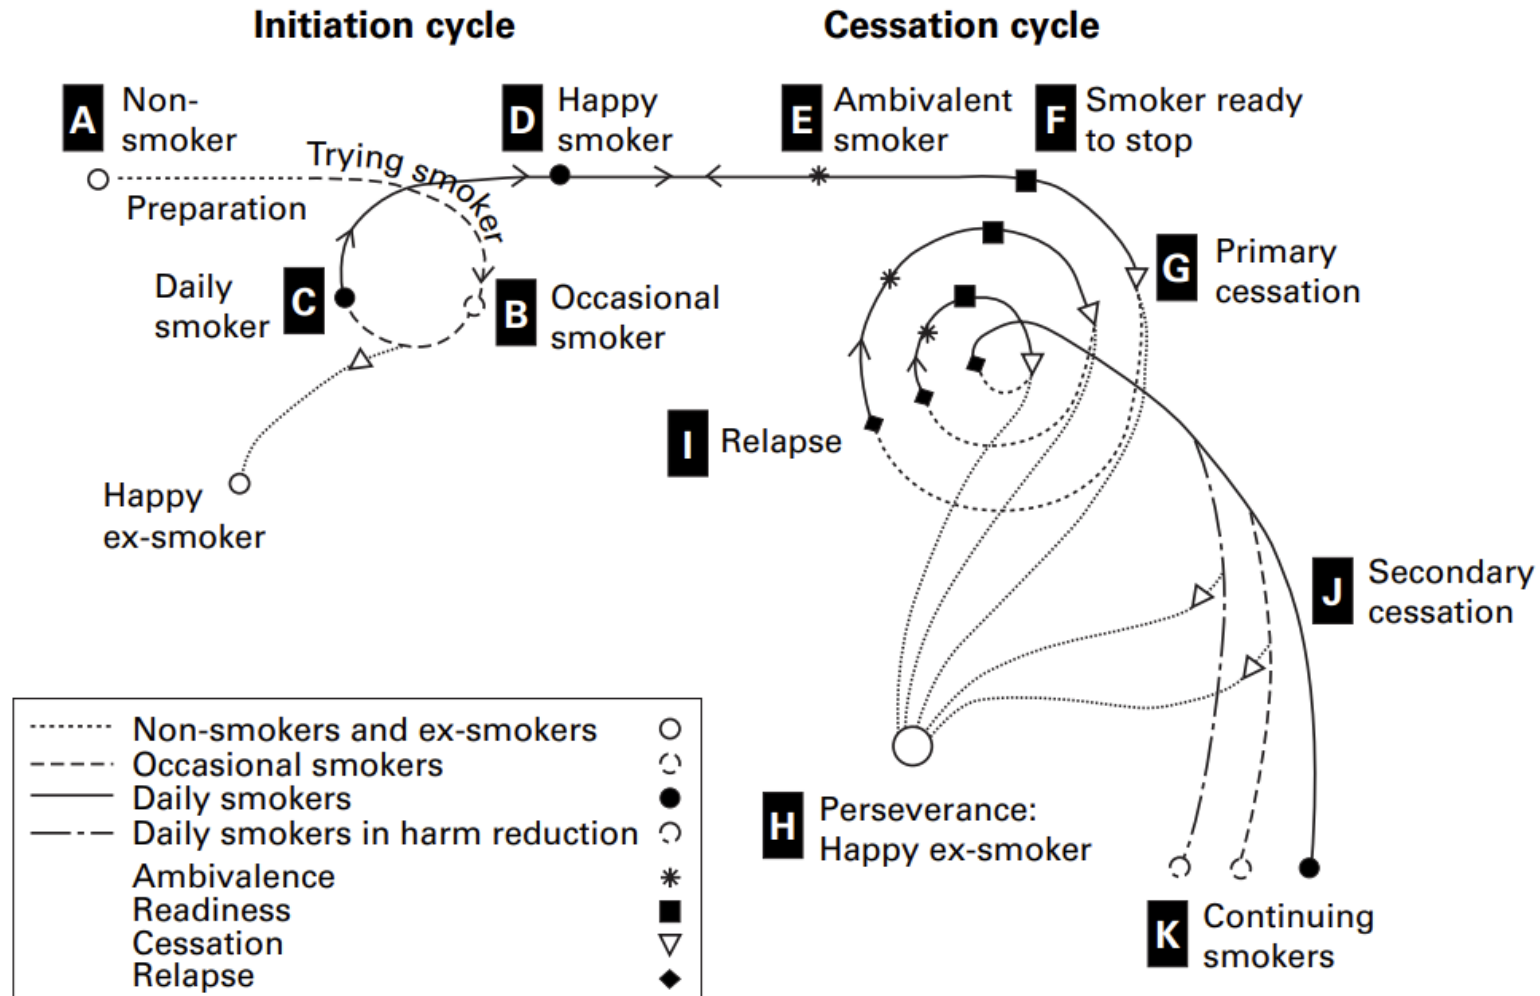 Initiation cycle
Cessation cycle
A
Non-
smoker
D
Happy
smoker
E
Ambivalent
smoker
F
Smoker ready
to stop
Trying smoker
Preparation
G
Primary
cessation
Daily
smoker
C
B
Occasional
smoker
I
Relapse
Happy
ex-smoker
J
Secondary
cessation
H
Perseverance:
Happy ex-smoker
K
Continuing
smokers
Non-smokers and ex-smokers
Occasional smokers
Daily smokers
Daily smokers in harm reduction
Ambivalence
Readiness
Cessation
Relapse